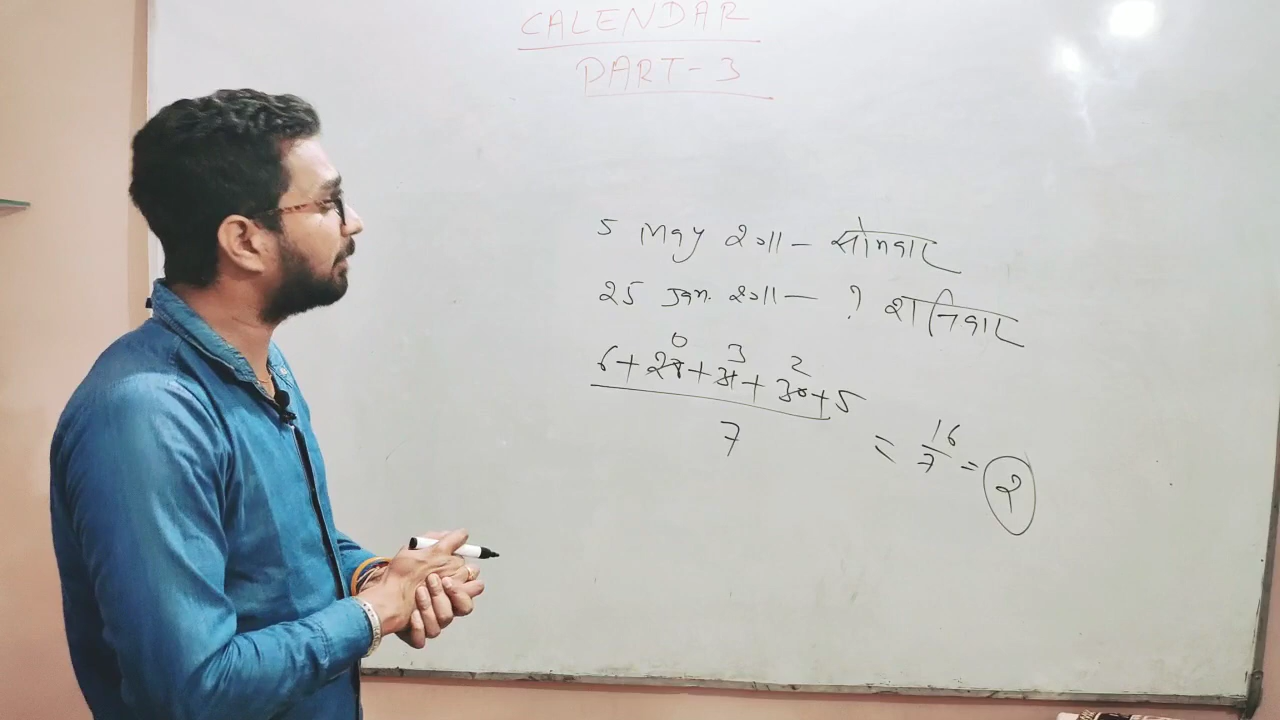 CALENDAR
PART-3
5 May 2011 - सोमवार
25 Jan. 2011 - ? शनिवार
0 3 2
6 + 28 + 31 + 30 + 5
7
= 16
7 = 2